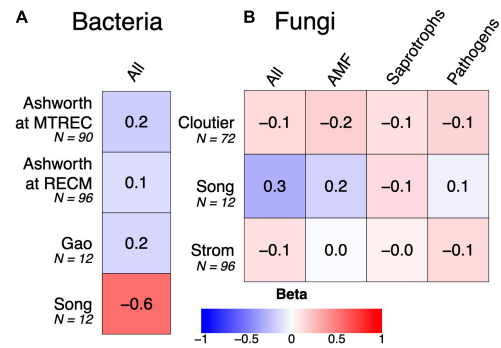 A Bacteria
All
Ashworth
at MTREC
N = 90
0.2
Ashworth
at RECM
N = 96
0.1
Gao
N = 12
0.2
Song
N = 12
−0.6
B Fungi
All AMF Saprotrophs Pathogens
Cloutier
N = 72
−0.1 −0.2 −0.1 −0.1
Song
N = 12
0.3 0.2 −0.1 0.1
Strom
N = 96
−0.1 0.0 −0.0 −0.1
Beta
−1 −0.5 0 0.5 1